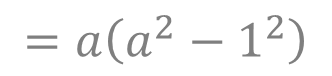 = a(a² − 1²)